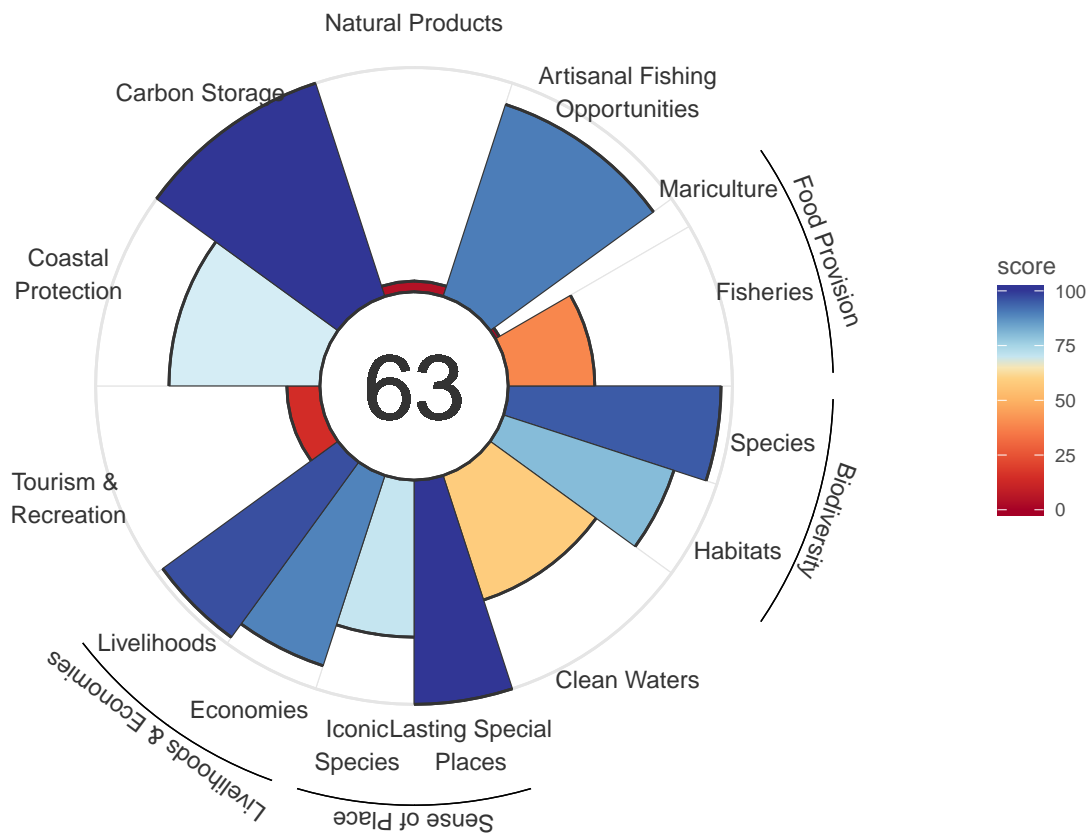 Natural Products
Artisanal Fishing
Opportunities
Carbon Storage
Mariculture
Food Provision
Coastal
Protection
Fisheries
score
100
75
50
25
0
63
Species
Biodiversity
Tourism &
Recreation
Habitats
Livelihoods
Clean Waters
Livelihoods & Economies
Economies
Iconic
Species
Lasting Special
Places
Sense of Place